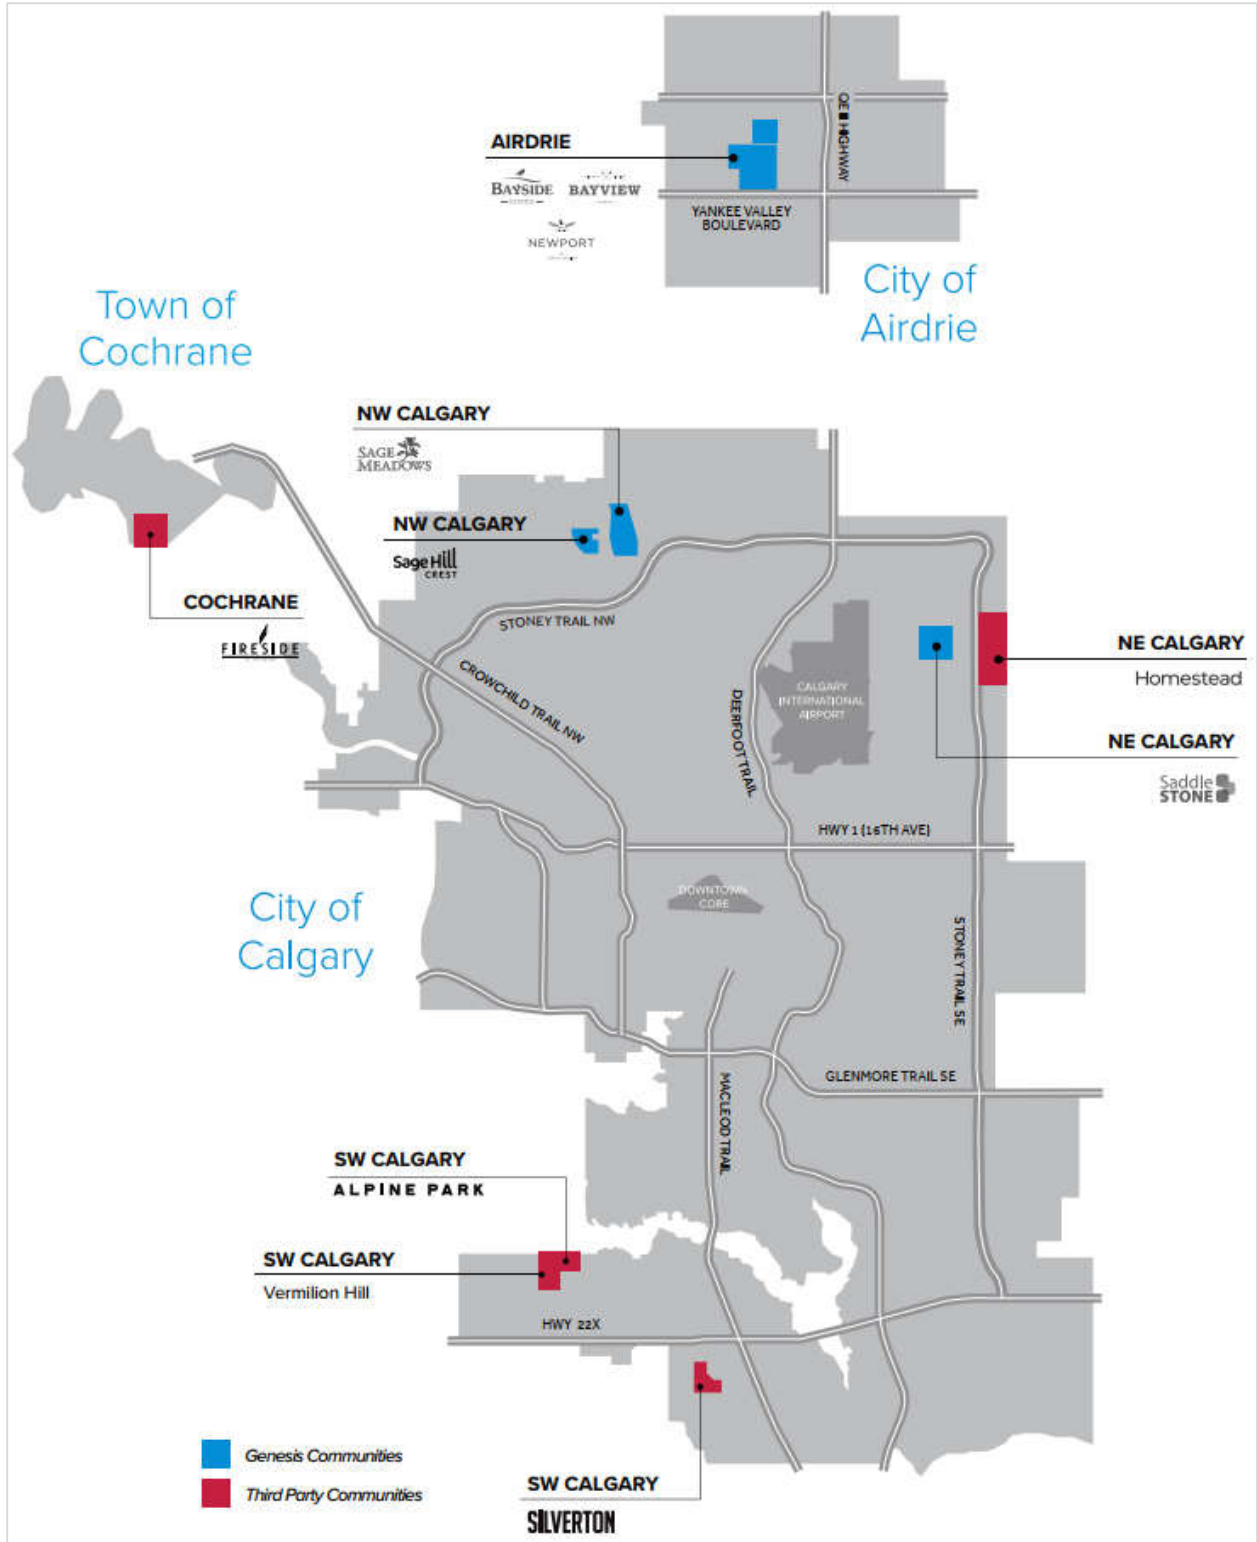 AIRDRIE
BAYSIDE
BAYVIEW
NEWPORT
QE II HIGHWAY
YANKEE VALLEY
BOULEVARD
City of
Airdrie
Town of
Cochrane
NW CALGARY
SAGE
MEADOWS
NW CALGARY
Sage Hill
CREST
COCHRANE
FIRESIDE
STONEY TRAIL NW
CROWCHILD TRAIL NW
DEERFOOT TRAIL
CALGARY
INTERNATIONAL
AIRPORT
NE CALGARY
Homestead
NE CALGARY
Saddle
STONE
HWY 1 (16TH AVE)
DOWNTOWN
CORE
City of
Calgary
STONEY TRAIL SE
GLENMORE TRAIL SE
MACLEOD TRAIL
SW CALGARY
ALPINE PARK
SW CALGARY
Vermilion Hill
HWY 22X
Genesis Communities
Third Party Communities
SW CALGARY
SILVERTON